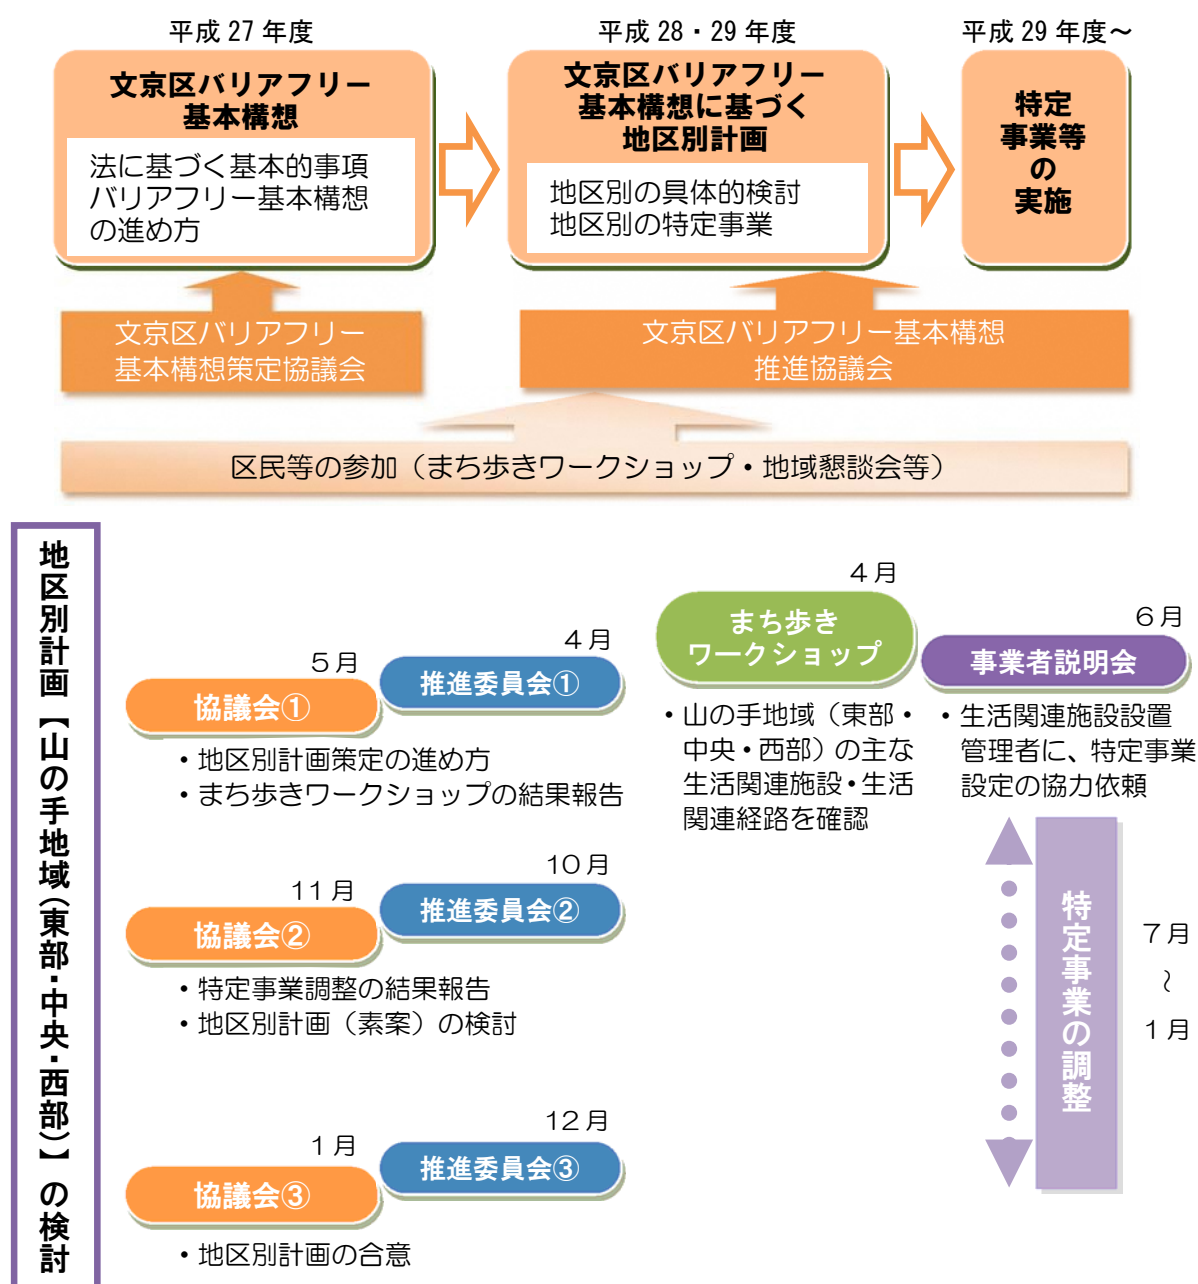 平成 27 年度
文京区バリアフリー
基本構想
法に基づく基本的事項
バリアフリー基本構想
の進め方
平成 28・29 年度
文京区バリアフリー
基本構想に基づく
地区別計画
地区別の具体的検討
地区別の特定事業
平成 29 年度～
特定
事業等
の
実施
文京区バリアフリー
基本構想策定協議会
文京区バリアフリー基本構想
推進協議会
区民等の参加（まち歩きワークショップ・地域懇談会等）
地区別計画【山の手地域（東部・中央・西部）】の検討
4月
推進委員会①
5月
協議会①
・地区別計画策定の進め方
・まち歩きワークショップの結果報告
10月
推進委員会②
11月
協議会②
・特定事業調整の結果報告
・地区別計画（素案）の検討
12月
推進委員会③
1月
協議会③
・地区別計画の合意
4月
まち歩き
ワークショップ
・山の手地域（東部・
中央・西部）の主な
生活関連施設・生活
関連経路を確認
6月
事業者説明会
・生活関連施設設置
管理者に、特定事業
設定の協力依頼
特定事業の調整
7月
～
1月